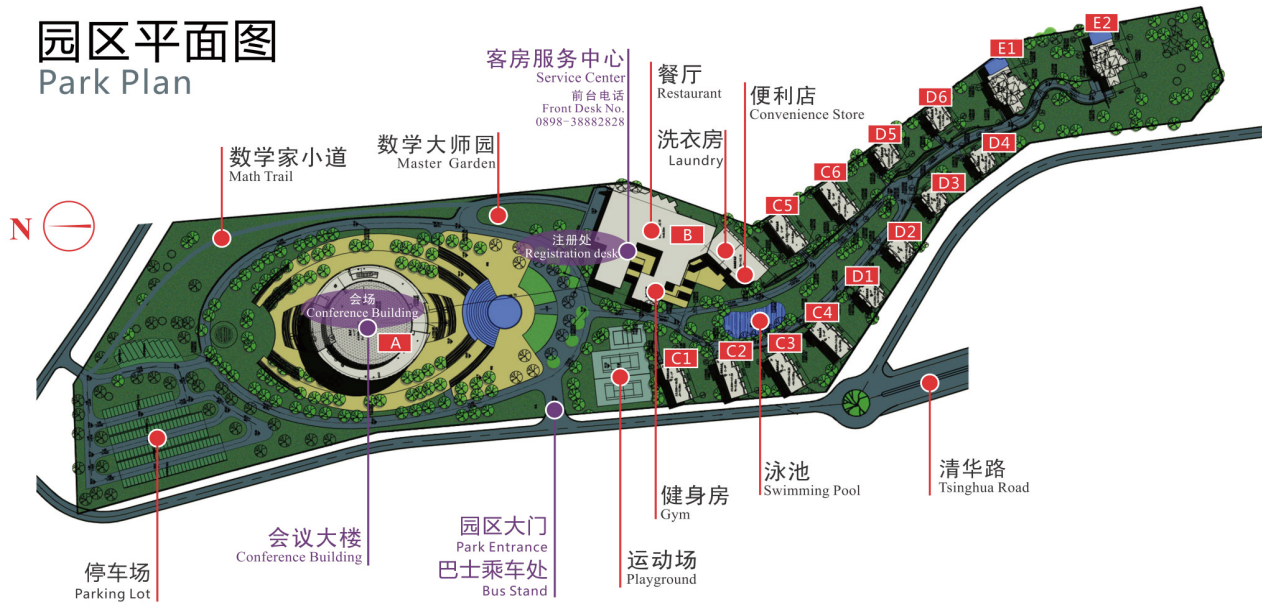 园区平面图
Park Plan
客房服务中心
Service Center
前台电话
Front Desk No.
0898-38882828
餐厅
Restaurant
便利店
Convenience Store
洗衣房
Laundry
数学大师园
Master Garden
数学家小道
Math Trail
N
注册处
Registration desk
会场
Conference Building
A
B
C1
C2
C3
C4
C5
C6
D1
D2
D3
D4
D5
D6
E1
E2
清华路
Tsinghua Road
泳池
Swimming Pool
健身房
Gym
运动场
Playground
园区大门
Park Entrance
巴士乘车处
Bus Stand
会议大楼
Conference Building
停车场
Parking Lot